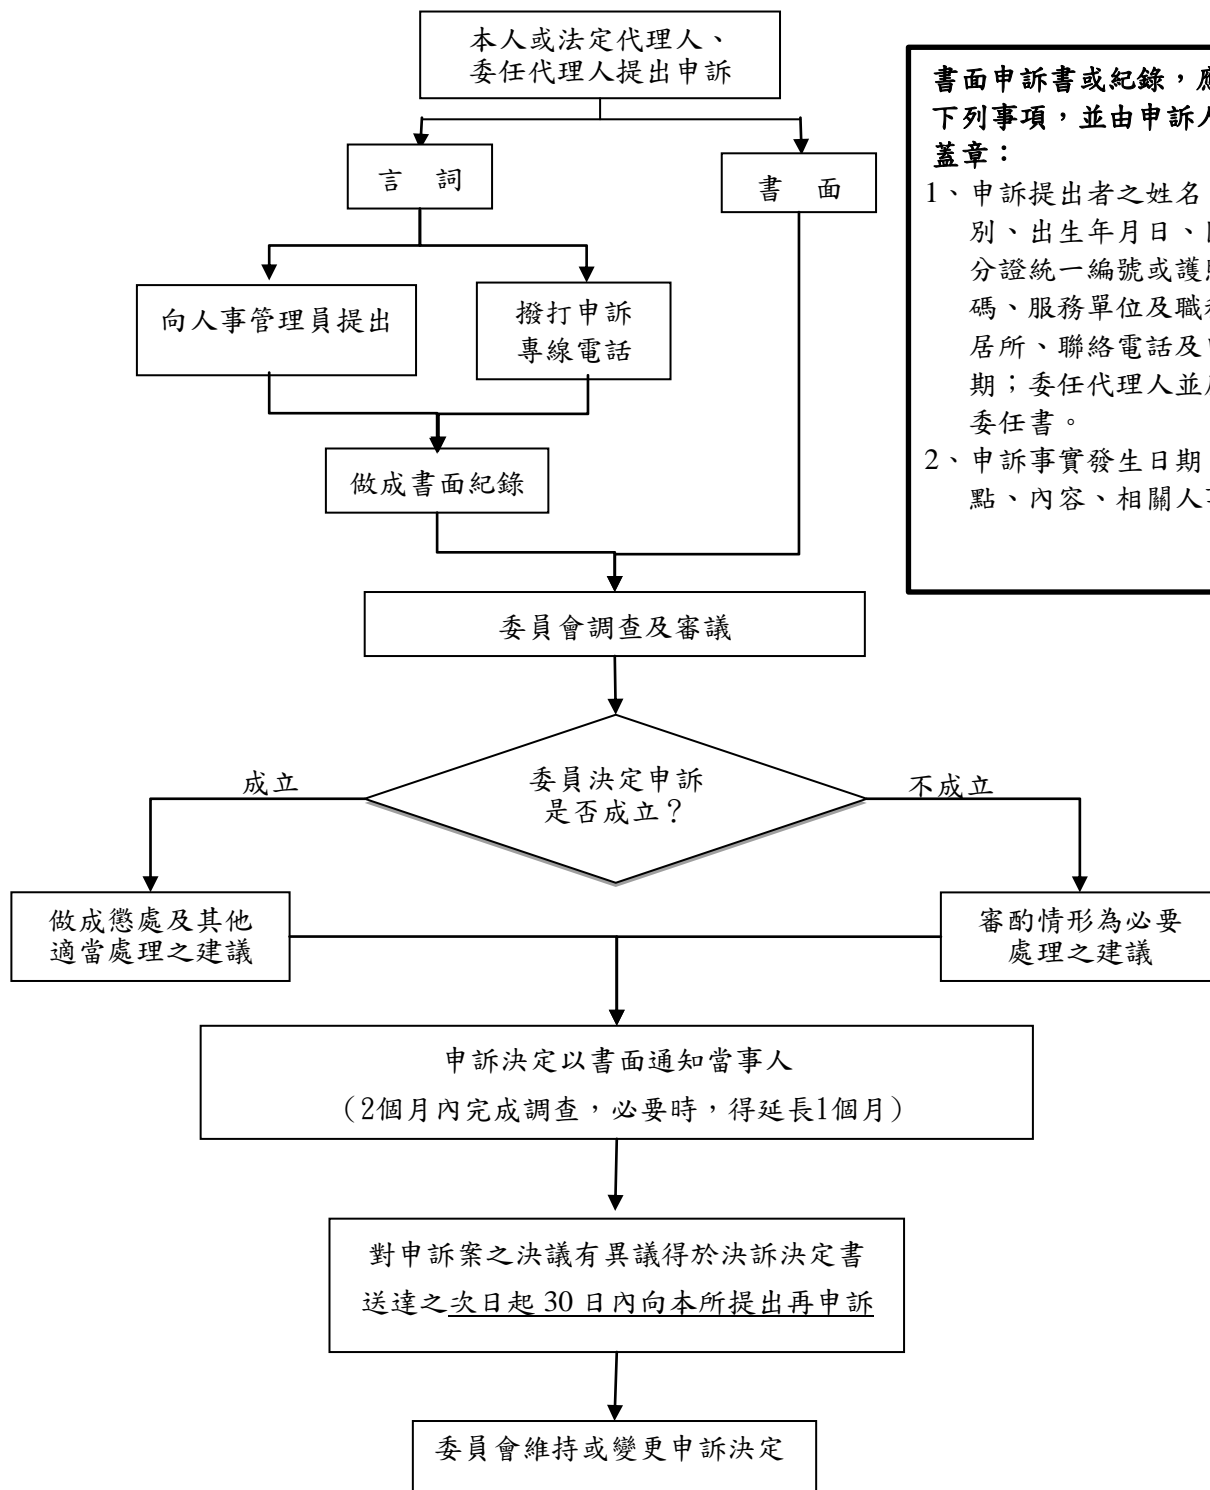 本人或法定代理人、
委任代理人提出申訴
言 詞
書 面
向人事管理員提出
撥打申訴
專線電話
做成書面紀錄
委員會調查及審議
委員決定申訴
是否成立?
成立
不成立
做成懲處及其他
適當處理之建議
審酌情形為必要
處理之建議
申訴決定以書面通知當事人
(2個月內完成調查,必要時,得延長1個月)
對申訴案之決議有異議得於決訴決定書
送達之次日起 30 日內向本所提出再申訴
委員會維持或變更申訴決定
書面申訴書或紀錄,應
下列事項,並由申訴人
蓋章:
1、申訴提出者之姓名
別、出生年月日、
分證統一編號或護
碼、服務單位及職
居所、聯絡電話及
期;委任代理人並
委任書。
2、申訴事實發生日期
點、內容、相關人